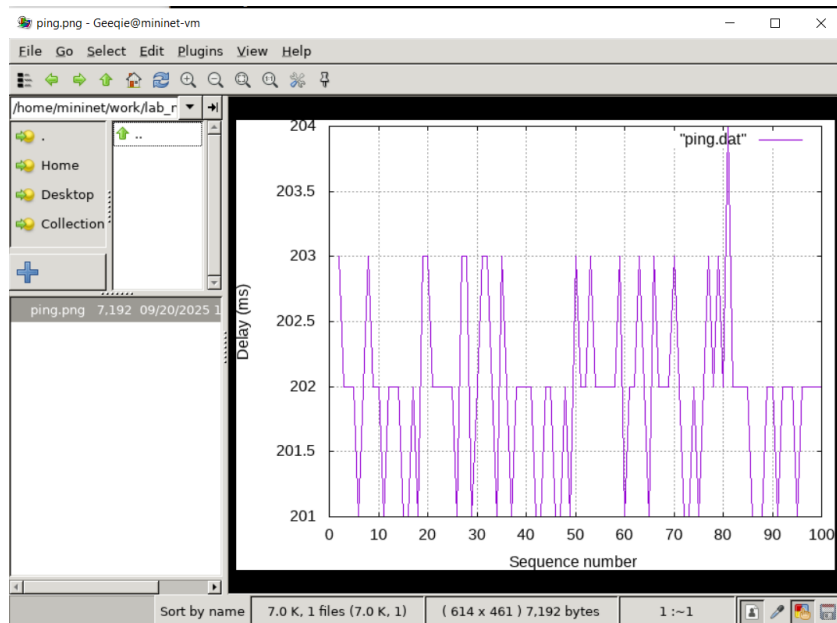 ping.png - Geeqie@mininet-vm
File Go Select Edit Plugins View Help
/home/mininet/work/lab_r
.
..
Home
Desktop
Collection
ping.png 7,192 09/20/2025 1
"ping.dat"
204
203.5
203
202.5
202
201.5
201
Delay (ms)
0 10 20 30 40 50 60 70 80 90 100
Sequence number
Sort by name 7.0 K, 1 files (7.0 K, 1) ( 614 x 461 ) 7,192 bytes 1 :~1